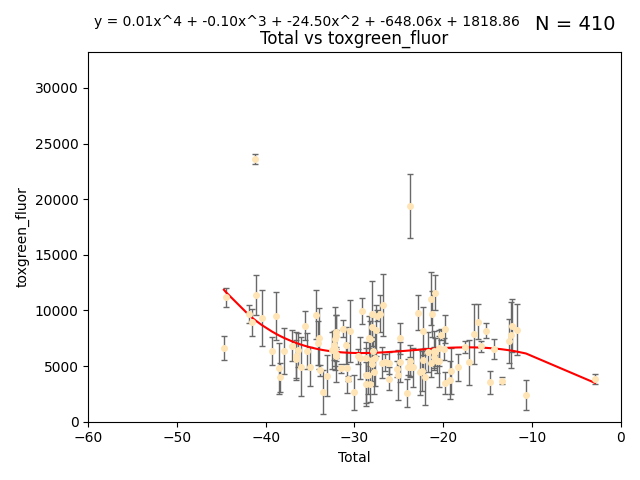 y = 0.01x^4 + -0.10x^3 + -24.50x^2 + -648.06x + 1818.86
N = 410
Total vs toxgreen_fluor
30000
25000
20000
15000
10000
5000
0
toxgreen_fluor
−60
−50
−40
−30
−20
−10
0
Total